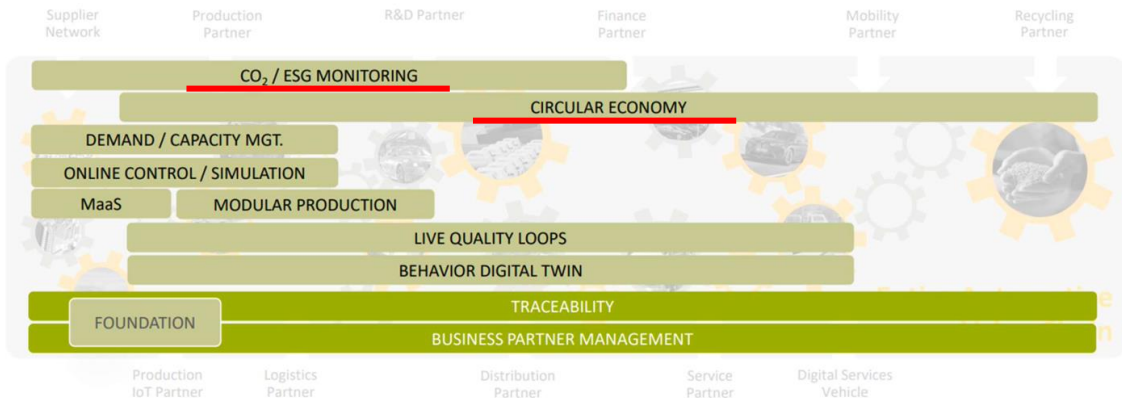 Supplier
Network
Production
Partner
R&D Partner
Finance
Partner
Mobility
Partner
Recycling
Partner
CO₂ / ESG MONITORING
CIRCULAR ECONOMY
DEMAND / CAPACITY MGT.
ONLINE CONTROL / SIMULATION
MaaS
MODULAR PRODUCTION
LIVE QUALITY LOOPS
BEHAVIOR DIGITAL TWIN
TRACEABILITY
FOUNDATION
BUSINESS PARTNER MANAGEMENT
Production
IoT Partner
Logistics
Partner
Distribution
Partner
Service
Partner
Digital Services
Vehicle